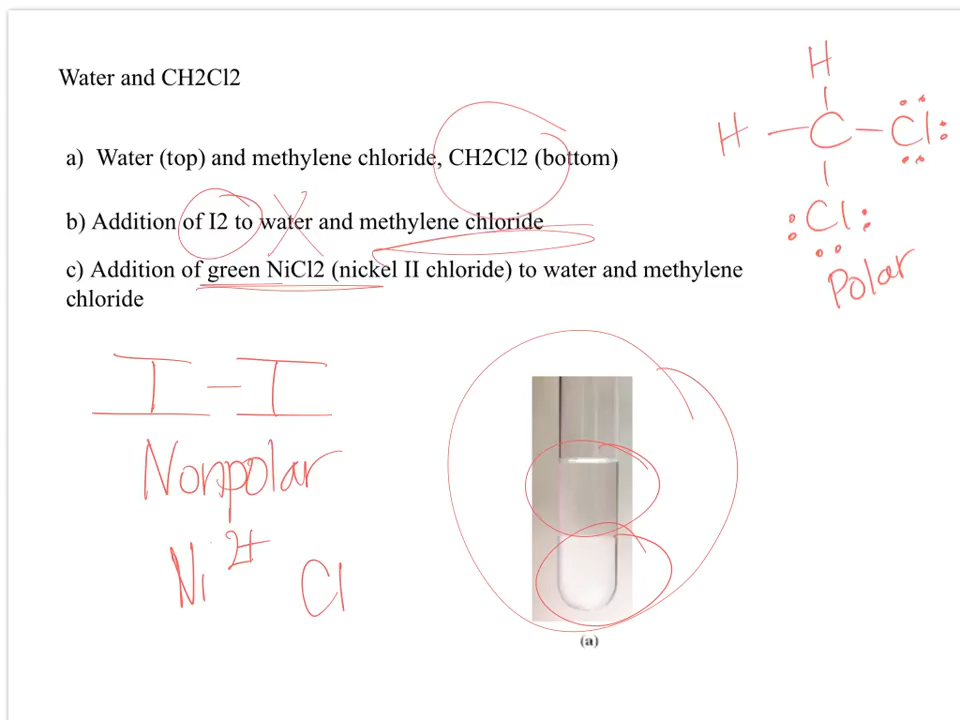 Water and CH2Cl2
a) Water (top) and methylene chloride, CH2Cl2 (bottom)
b) Addition of I2 to water and methylene chloride
c) Addition of green NiCl2 (nickel II chloride) to water and methylene
chloride
H
H — C — Cl
Cl
Polar
I - I
Nonpolar
Ni 2+ Cl
(a)